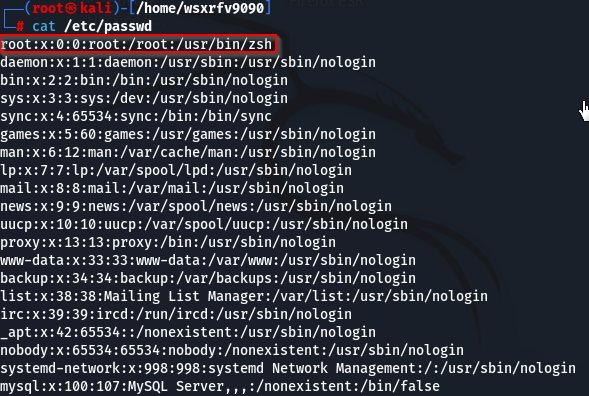 ┌──(root㉿kali)-[/home/wsxrfv9090]
└─# cat /etc/passwd
root:x:0:0:root:/root:/usr/bin/zsh
daemon:x:1:1:daemon:/usr/sbin:/usr/sbin/nologin
bin:x:2:2:bin:/bin:/usr/sbin/nologin
sys:x:3:3:sys:/dev:/usr/sbin/nologin
sync:x:4:65534:sync:/bin:/bin/sync
games:x:5:60:games:/usr/games:/usr/sbin/nologin
man:x:6:12:man:/var/cache/man:/usr/sbin/nologin
lp:x:7:7:lp:/var/spool/lpd:/usr/sbin/nologin
mail:x:8:8:mail:/var/mail:/usr/sbin/nologin
news:x:9:9:news:/var/spool/news:/usr/sbin/nologin
uucp:x:10:10:uucp:/var/spool/uucp:/usr/sbin/nologin
proxy:x:13:13:proxy:/bin:/usr/sbin/nologin
www-data:x:33:33:www-data:/var/www:/usr/sbin/nologin
backup:x:34:34:backup:/var/backups:/usr/sbin/nologin
list:x:38:38:Mailing List Manager:/var/list:/usr/sbin/nologin
irc:x:39:39:ircd:/run/ircd:/usr/sbin/nologin
_apt:x:42:65534::/nonexistent:/usr/sbin/nologin
nobody:x:65534:65534:nobody:/nonexistent:/usr/sbin/nologin
systemd-network:x:998:998:systemd Network Management:/:/usr/sbin/nologin
mysql:x:100:107:MySQL Server,,,:/nonexistent:/bin/false